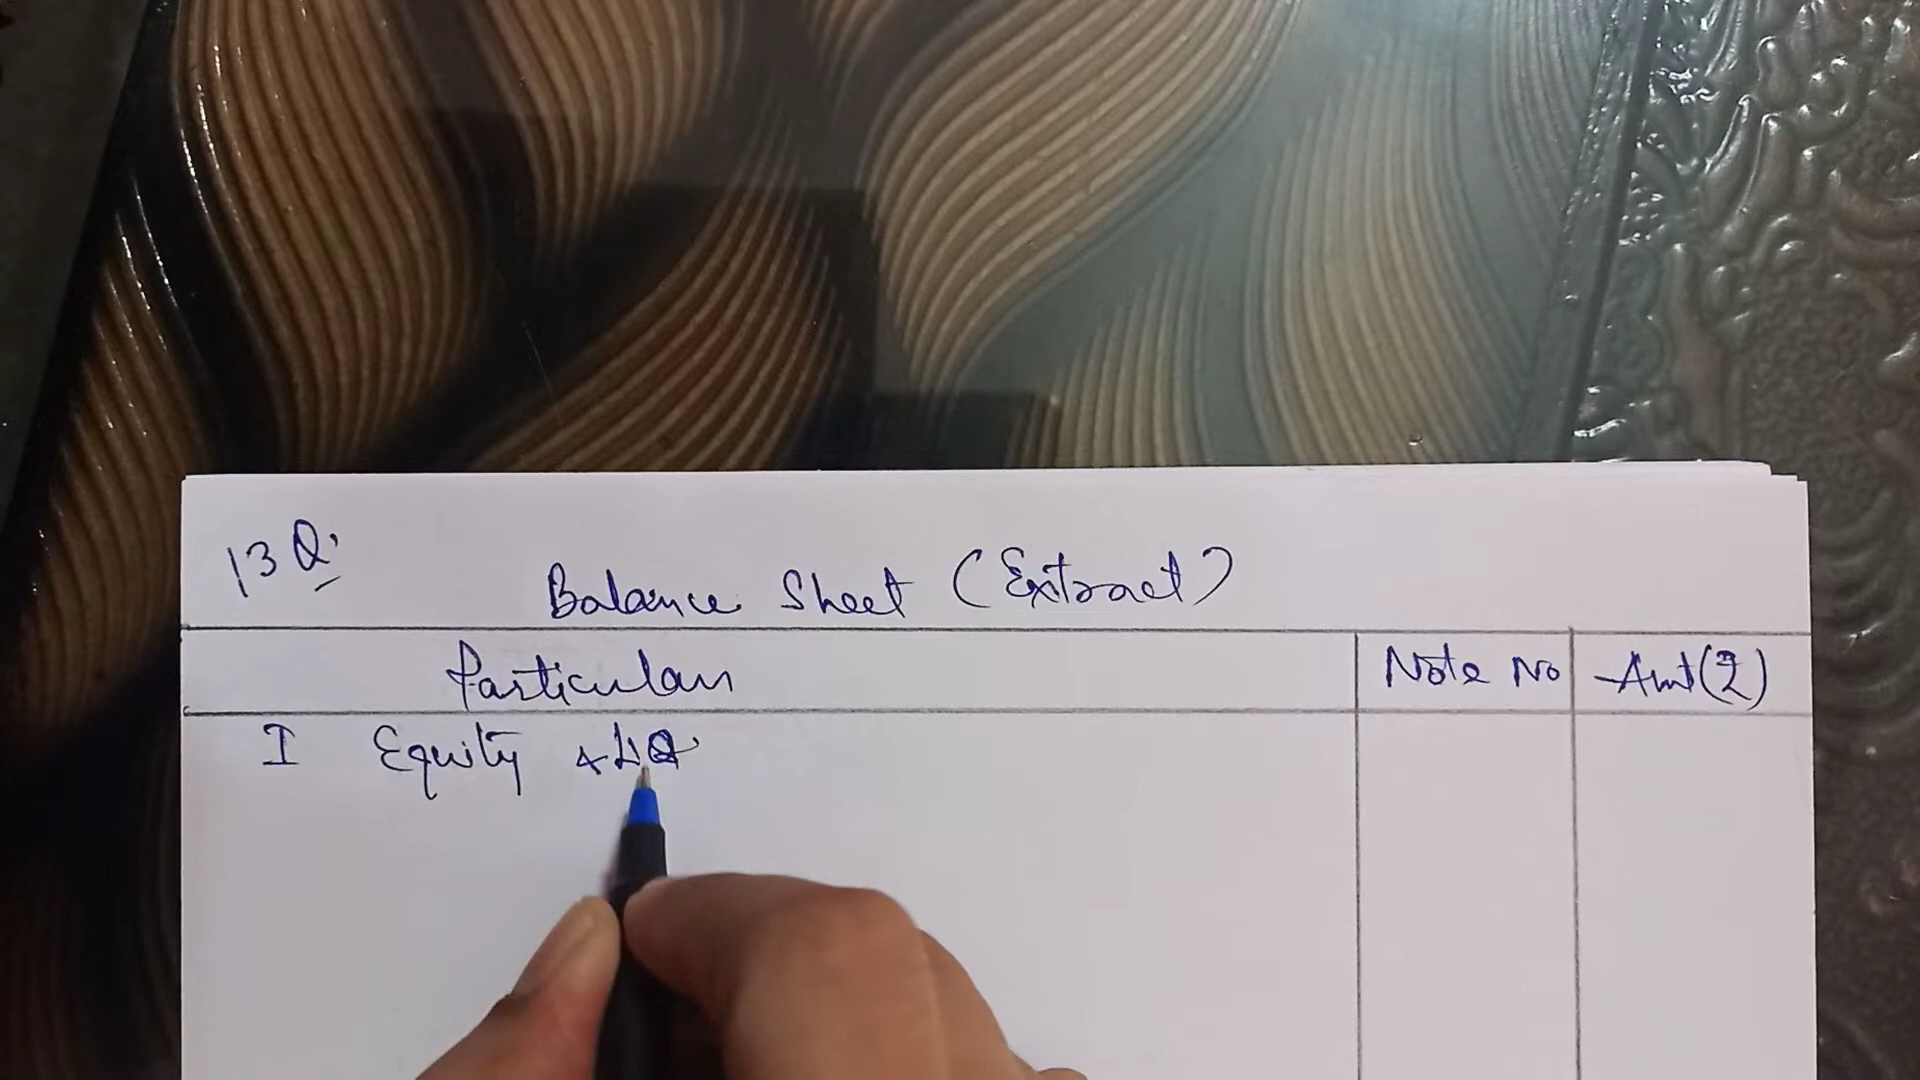 13 Q.
Balance Sheet (Extract)
Particulars Note No Amt(₹)
I Equity +